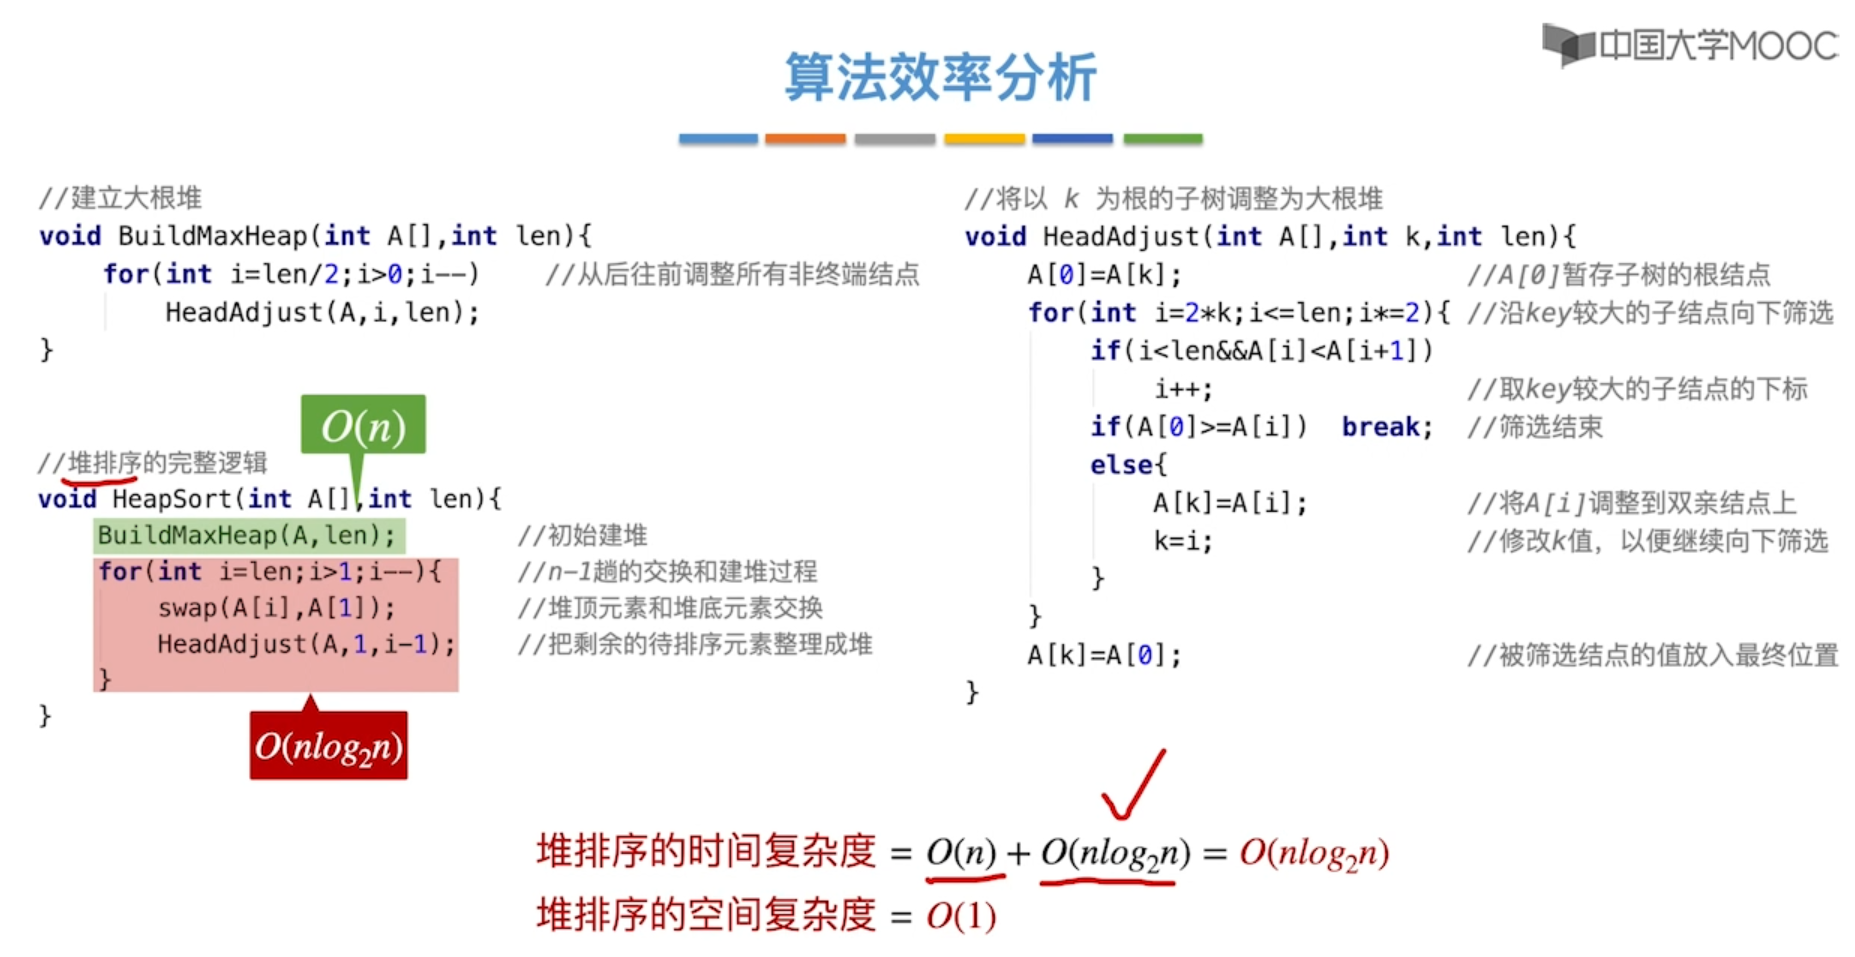 中国大学MOOC
算法效率分析
//建立大根堆
void BuildMaxHeap(int A[],int len){
for(int i=len/2;i>0;i--) //从后往前调整所有非终端结点
HeadAdjust(A,i,len);
}
O(n)
//堆排序的完整逻辑
void HeapSort(int A[],int len){
BuildMaxHeap(A,len); //初始建堆
for(int i=len;i>1;i--){ //n-1趟的交换和建堆过程
swap(A[i],A[1]); //堆顶元素和堆底元素交换
HeadAdjust(A,1,i-1); //把剩余的待排序元素整理成堆
}
}
O(nlog₂n)
//将以 k 为根的子树调整为大根堆
void HeadAdjust(int A[],int k,int len){
A[0]=A[k]; //A[0]暂存子树的根结点
for(int i=2*k;i<=len;i*=2){ //沿key较大的子结点向下筛选
if(i<len&&A[i]<A[i+1])
i++; //取key较大的子结点的下标
if(A[0]>=A[i]) break; //筛选结束
else{
A[k]=A[i]; //将A[i]调整到双亲结点上
k=i; //修改k值，以便继续向下筛选
}
}
A[k]=A[0]; //被筛选结点的值放入最终位置
}
堆排序的时间复杂度 = O(n) + O(nlog₂n) = O(nlog₂n)
堆排序的空间复杂度 = O(1)